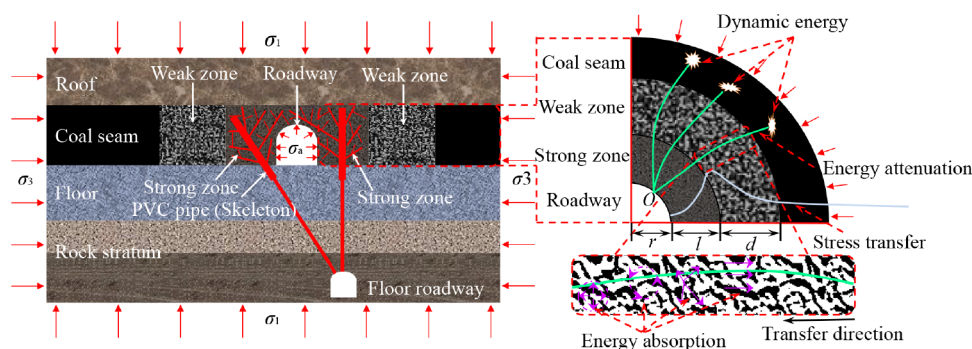 σ1
Roof
Weak zone
Roadway
Weak zone
Coal seam
σa
σ3
Floor
Strong zone
PVC pipe (Skeleton)
Strong zone
σ3
Rock stratum
Floor roadway
σ1
Dynamic energy
Coal seam
Weak zone
Strong zone
Energy attenuation
Roadway
O
r
l
d
Stress transfer
Energy absorption
Transfer direction